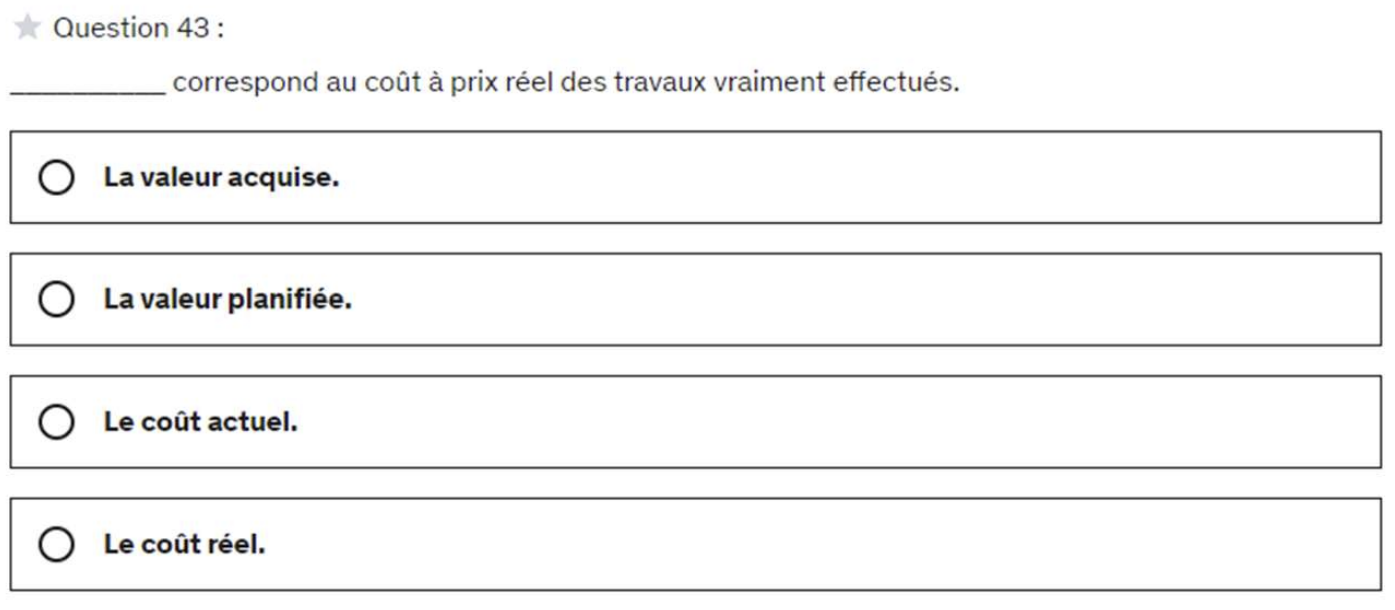 Question 43 :
__________ correspond au coût à prix réel des travaux vraiment effectués.
La valeur acquise.
La valeur planifiée.
Le coût actuel.
Le coût réel.